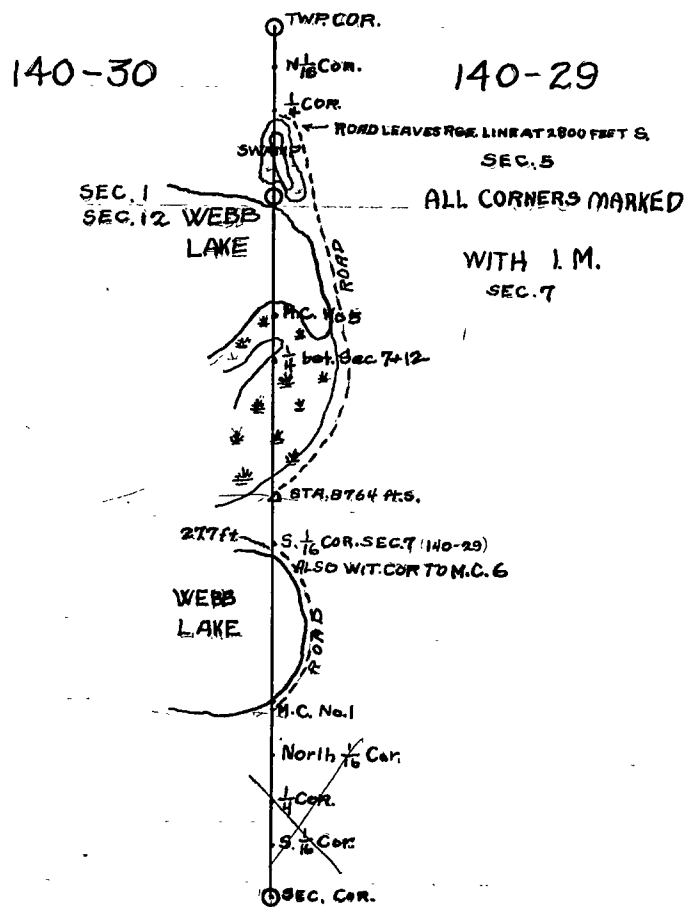 TWP. COR.
140-30
N 1/16 COR.
140-29
1/4 COR.
ROAD LEAVES RGE. LINE AT 2800 FEET S.
SWAMP
SEC. 5
SEC. 1
ALL CORNERS MARKED
SEC. 12
WEBB
LAKE
ROAD
WITH I.M.
SEC. 7
M.C. No. 5
1/4 bet. Sec 7+12
STA. 8764 ft. S.
277 ft.
S. 1/16 COR. SEC. 7 (140-29)
ALSO WIT. COR TO M.C. 6
WEBB
LAKE
ROAD
M.C. No. 1
North 1/16 Cor.
1/4 COR.
S. 1/16 Cor.
SEC. COR.